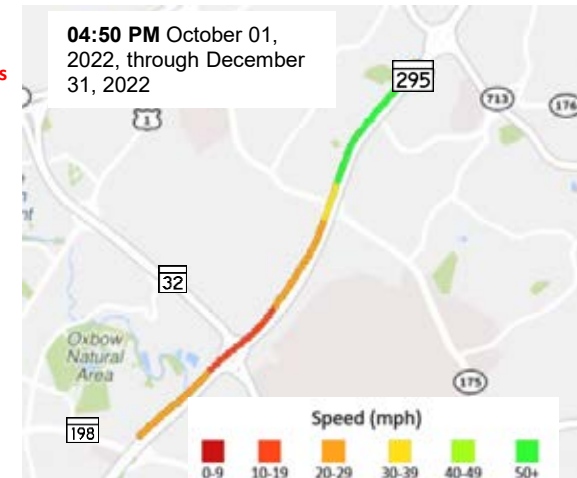 04:50 PM October 01,
2022, through December
31, 2022
s
295
713
176
1
32
Oxbow
Natural
Area
175
198
Speed (mph)
0-9 10-19 20-29 30-39 40-49 50+